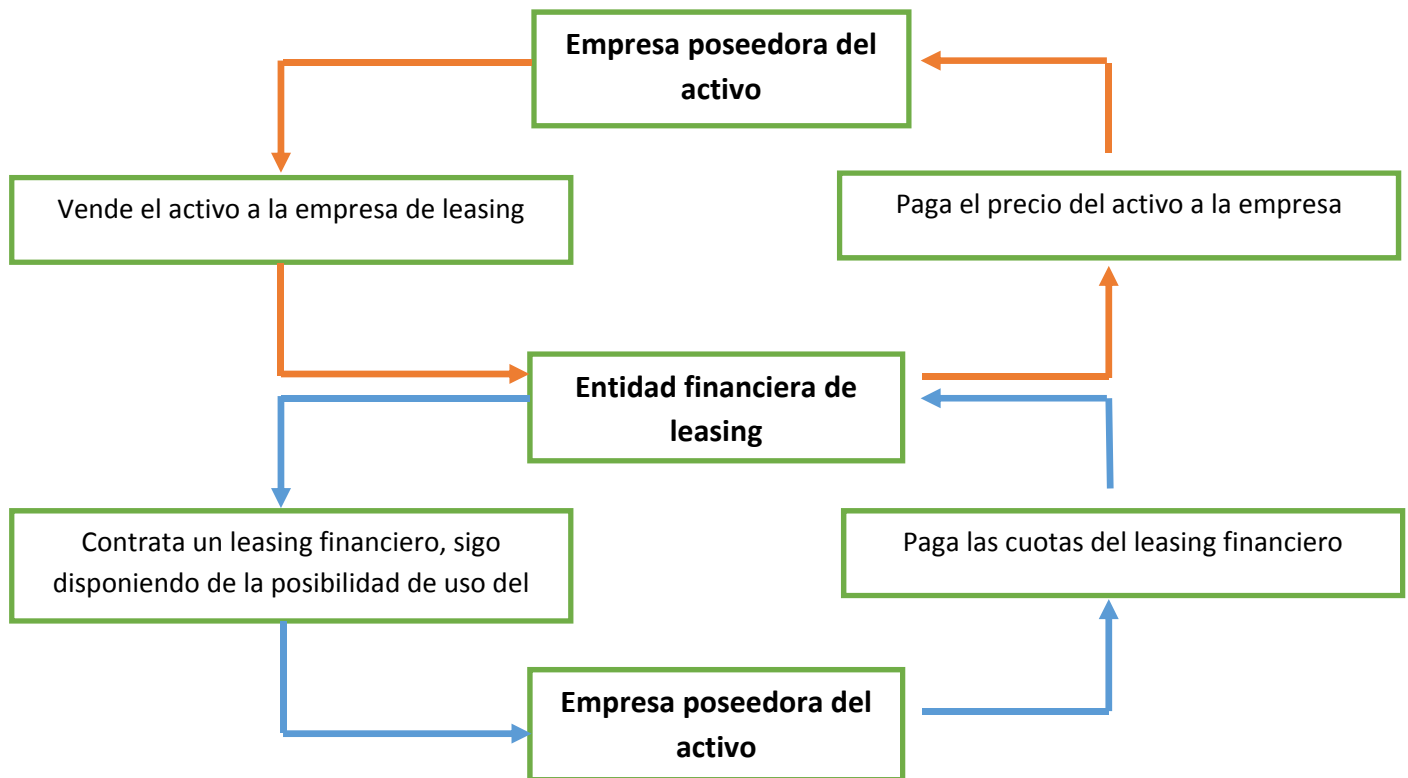 Empresa poseedora del
activo
Vende el activo a la empresa de leasing
Paga el precio del activo a la empresa
Entidad financiera de
leasing
Contrata un leasing financiero, sigo
disponiendo de la posibilidad de uso del
Paga las cuotas del leasing financiero
Empresa poseedora del
activo